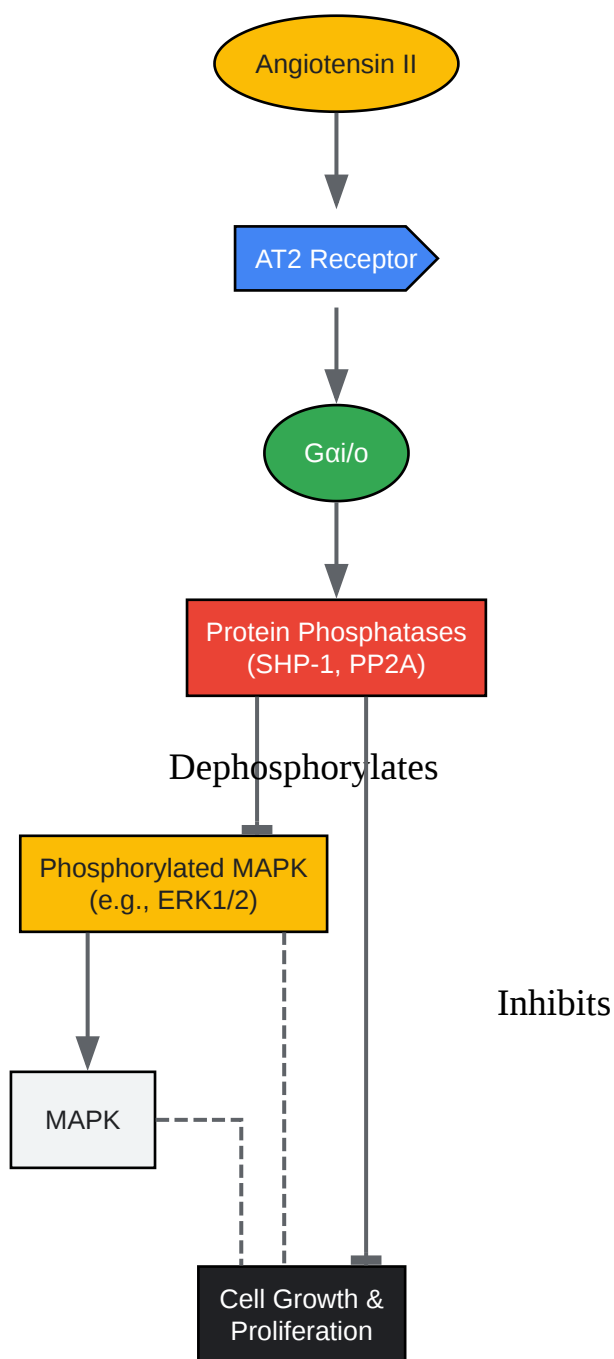 Angiotensin II
AT2 Receptor
Gαi/o
Protein Phosphatases
(SHP-1, PP2A)
Dephosphorylates
Phosphorylated MAPK
(e.g., ERK1/2)
Inhibits
MAPK
Cell Growth &
Proliferation